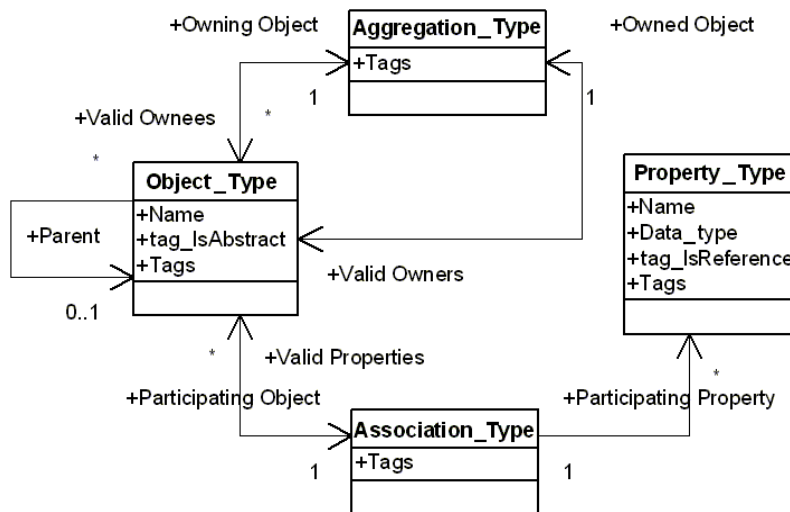 +Owning Object
Aggregation_Type
+Owned Object
+Tags
1
1
+Valid Ownees
*
*
Object_Type
+Name
+tag_IsAbstract
+Tags
+Parent
0..1
+Valid Owners
Property_Type
+Name
+Data_type
+tag_IsReference
+Tags
*
+Valid Properties
*
+Participating Object
+Participating Property
Association_Type
+Tags
1
1